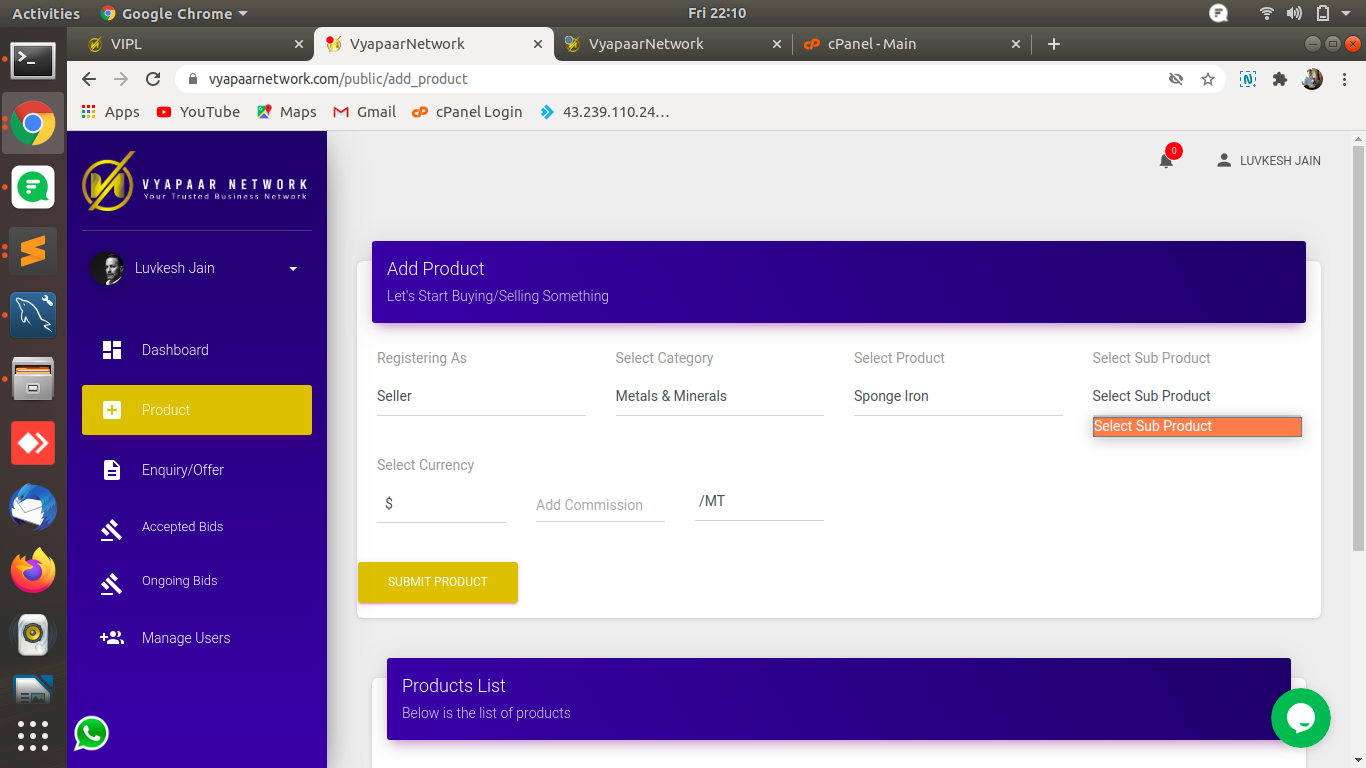 Activities
Google Chrome
Fri 22:10
VIPL
VyapaarNetwork
VyapaarNetwork
cPanel - Main
vyapaarnetwork.com/public/add_product
Apps
YouTube
Maps
Gmail
cPanel Login
43.239.110.24…
VYAPAAR NETWORK
Your Trusted Business Network
0
LUVKESH JAIN
Luvkesh Jain
Dashboard
Product
Enquiry/Offer
Accepted Bids
Ongoing Bids
Manage Users
Add Product
Let's Start Buying/Selling Something
Registering As
Select Category
Select Product
Select Sub Product
Seller
Metals & Minerals
Sponge Iron
Select Sub Product
Select Sub Product
Select Currency
$
Add Commission
/MT
SUBMIT PRODUCT
Products List
Below is the list of products